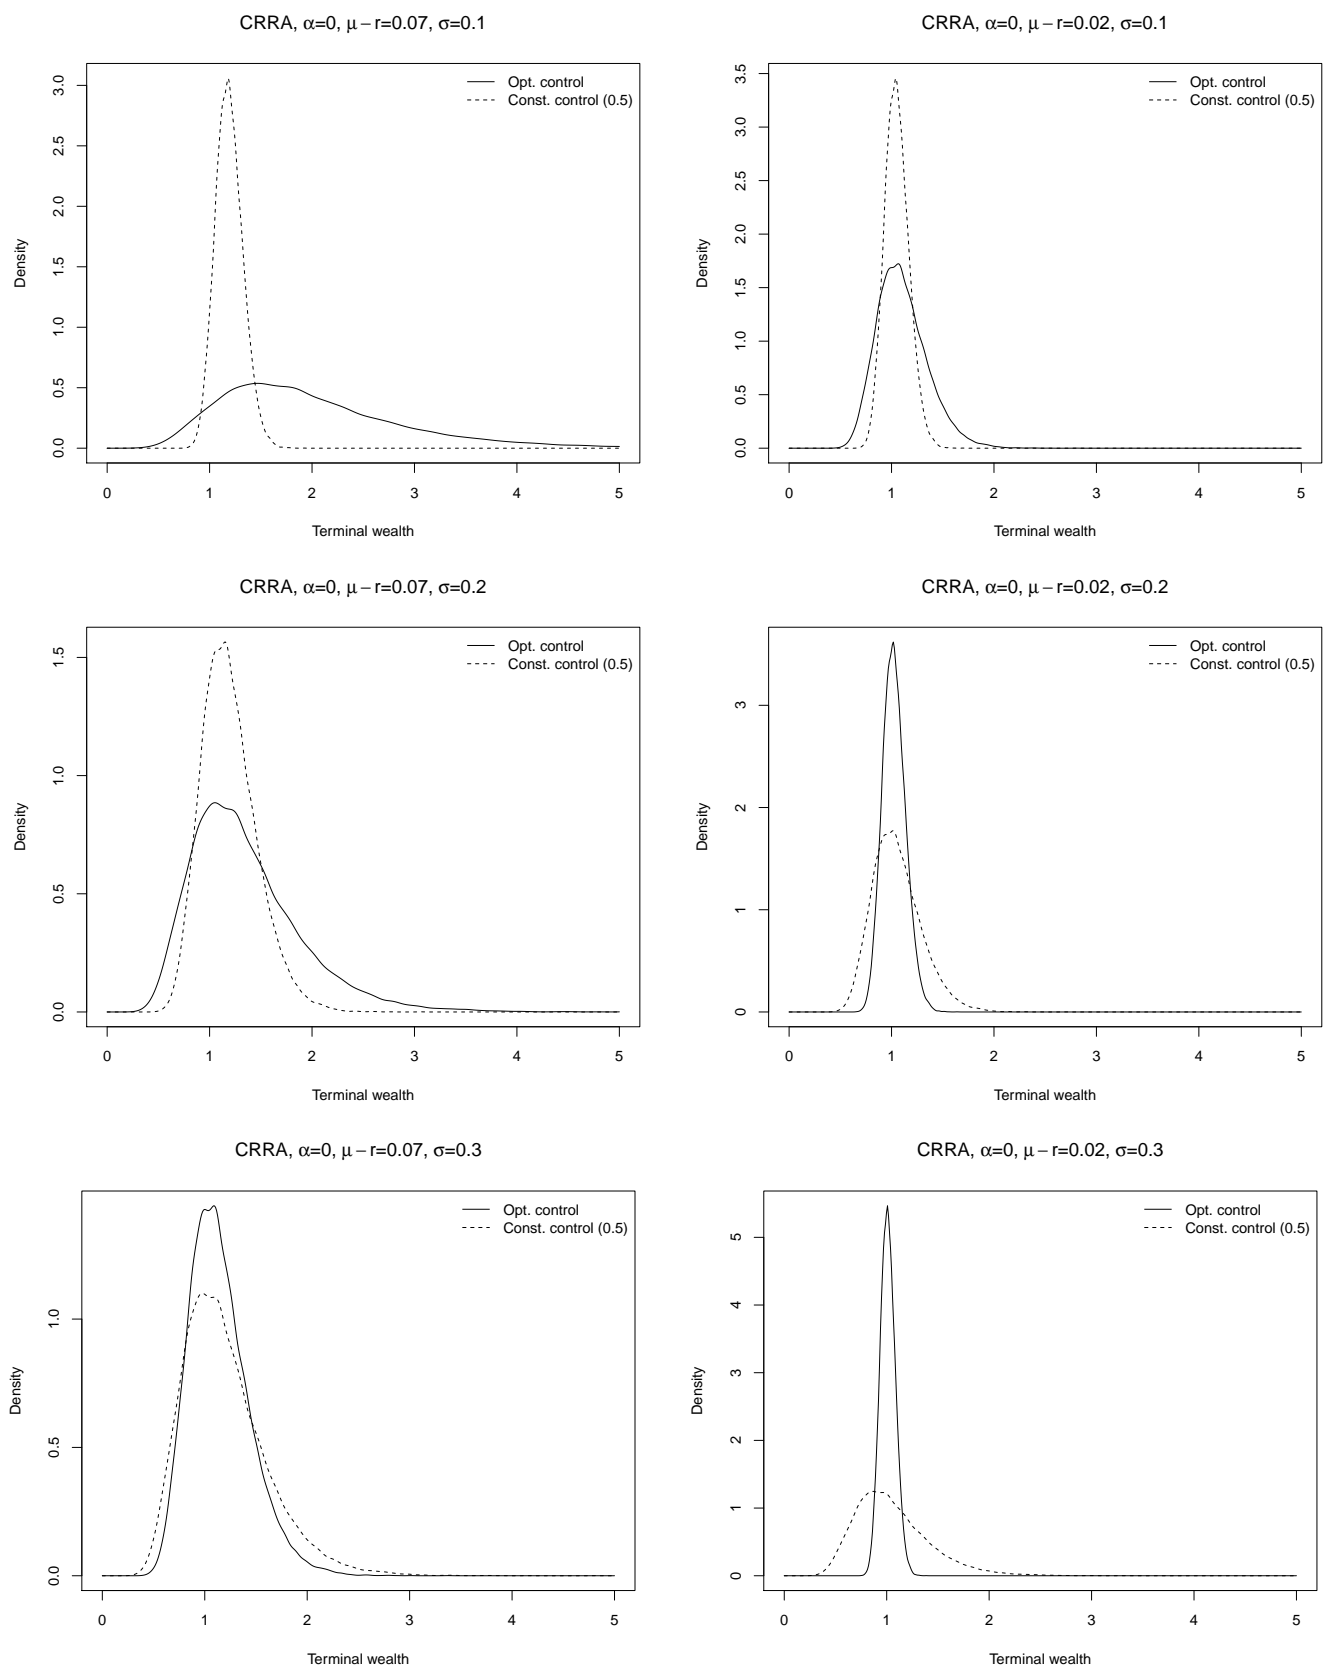 CRRA, α=0, μ−r=0.07, σ=0.1
Opt. control
Const. control (0.5)
Density
0.0 0.5 1.0 1.5 2.0 2.5 3.0
0 1 2 3 4 5
Terminal wealth
CRRA, α=0, μ−r=0.02, σ=0.1
Opt. control
Const. control (0.5)
Density
0.0 0.5 1.0 1.5 2.0 2.5 3.0 3.5
0 1 2 3 4 5
Terminal wealth
CRRA, α=0, μ−r=0.07, σ=0.2
Opt. control
Const. control (0.5)
Density
0.0 0.5 1.0 1.5
0 1 2 3 4 5
Terminal wealth
CRRA, α=0, μ−r=0.02, σ=0.2
Opt. control
Const. control (0.5)
Density
0 1 2 3
0 1 2 3 4 5
Terminal wealth
CRRA, α=0, μ−r=0.07, σ=0.3
Opt. control
Const. control (0.5)
Density
0.0 0.5 1.0
0 1 2 3 4 5
Terminal wealth
CRRA, α=0, μ−r=0.02, σ=0.3
Opt. control
Const. control (0.5)
Density
0 1 2 3 4 5
0 1 2 3 4 5
Terminal wealth